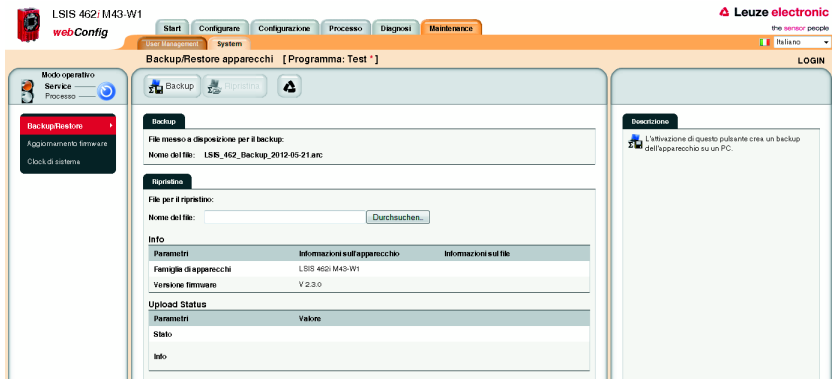 LSIS 462i M43-W1
webConfig
Start Configurare Configurazione Processo Diagnosi Maintenance
Leuze electronic
the sensor people
User Management System
Italiano
Backup/Restore apparecchi [Programma: Test *]
LOGIN
Modo operativo
Service
Processo
Backup Ripristina
Backup/Restore
Aggiornamento firmware
Clock di sistema
Backup
File messo a disposizione per il backup:
Nome del file: LSIS_462_Backup_2012-05-21.arc
Ripristina
File per il ripristino:
Nome del file: Durchsuchen..
Info
Parametri Informazioni sull'apparecchio Informazioni sul file
Famiglia di apparecchi LSIS 462i M43-W1
Versione firmware V 2.3.0
Upload Status
Parametri Valore
Stato
Info
Descrizione
L'attivazione di questo pulsante crea un backup
dell'apparecchio su un PC.